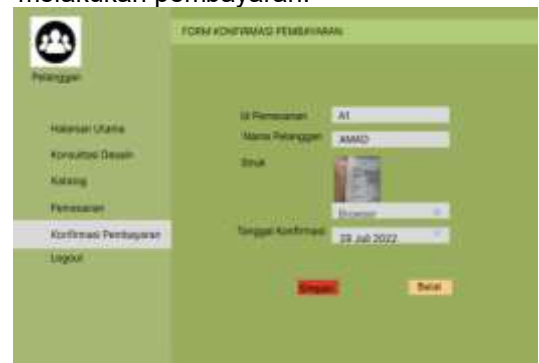 melakukan pembayaran.
FORM KONFIRMASI PEMBAYARAN
Pelanggan
Halaman Utama
Konsultasi Desain
Katalog
Pemesanan
Konfirmasi Pembayaran
Logout
Id Pemesanan A1
Nama Pelanggan AMAD
Struk
Browser
Tanggal Konfirmasi 28 Juli 2022
Simpan Batal